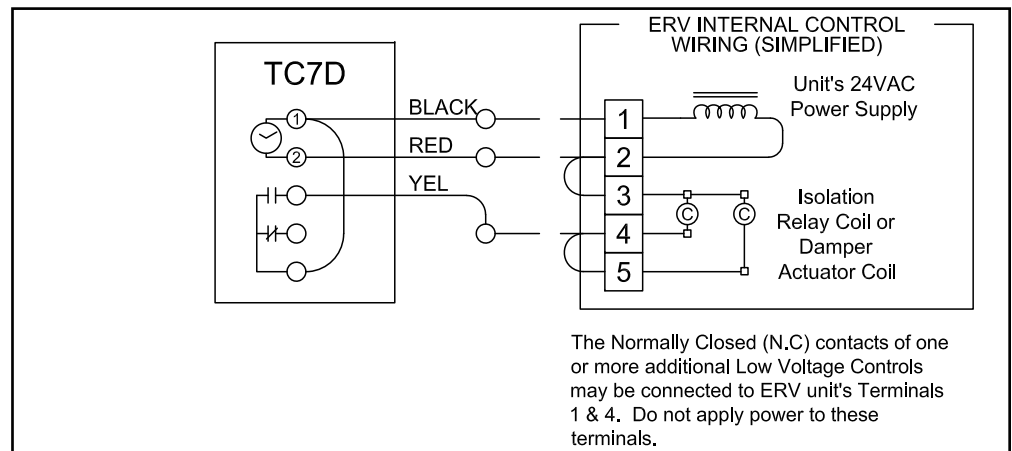 ERV INTERNAL CONTROL
WIRING (SIMPLIFIED)
TC7D
Unit's 24VAC
Power Supply
BLACK
1
1
RED
2
2
YEL
3
Isolation
Relay Coil or
Damper
Actuator Coil
C
C
4
5
The Normally Closed (N.C) contacts of one
or more additional Low Voltage Controls
may be connected to ERV unit's Terminals
1 & 4.  Do not apply power to these
terminals.